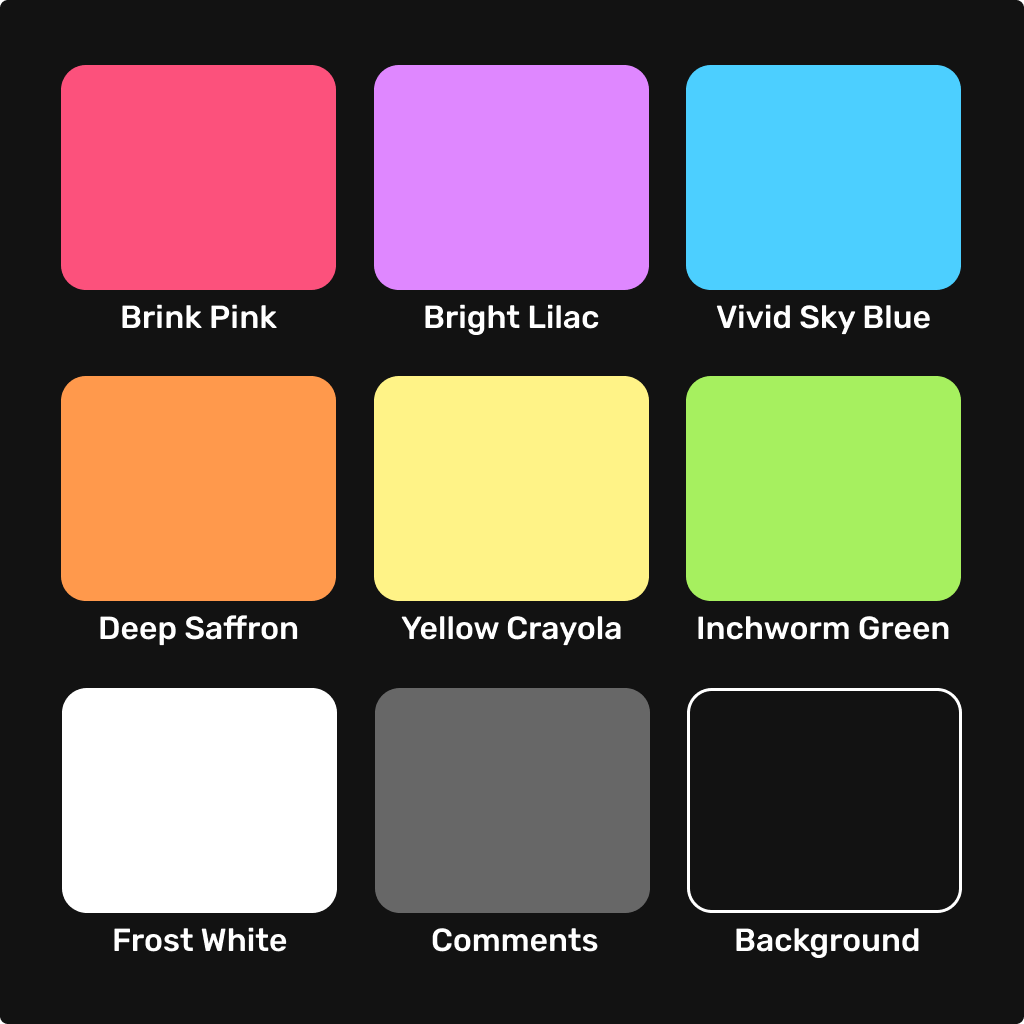 Brink Pink
Bright Lilac
Vivid Sky Blue
Deep Saffron
Yellow Crayola
Inchworm Green
Frost White
Comments
Background